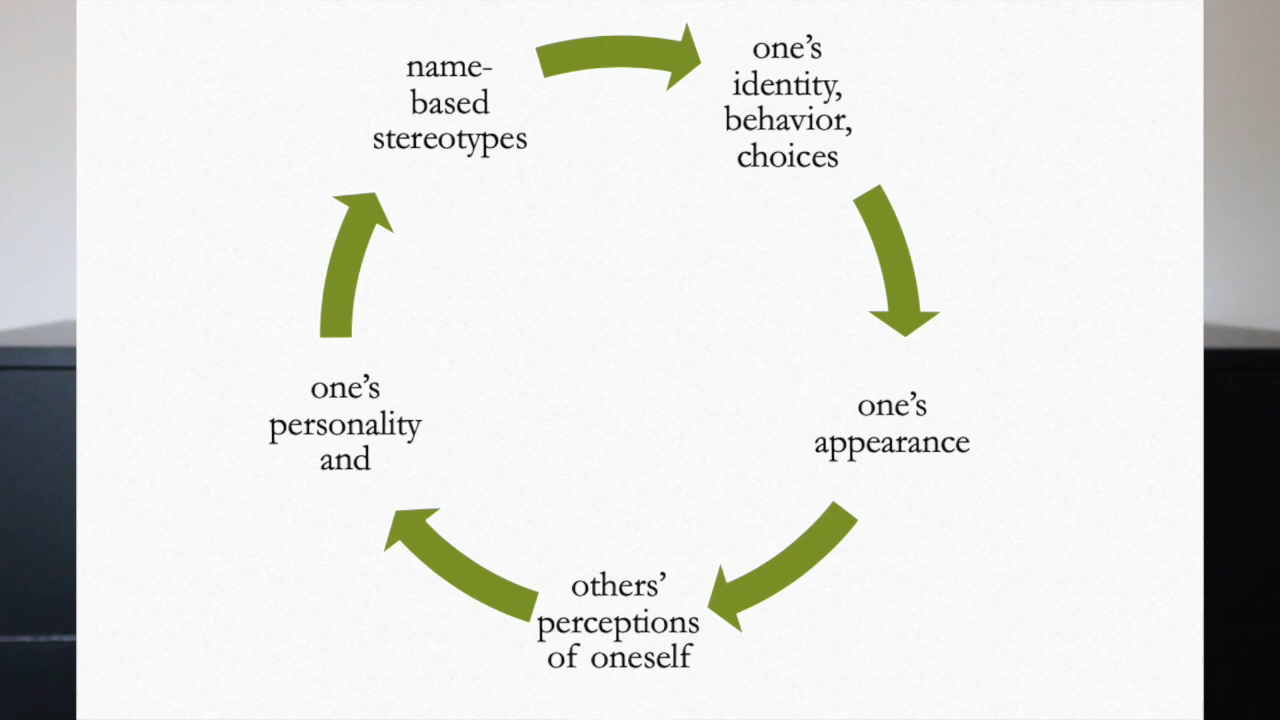 name-
based
stereotypes
one’s
identity,
behavior,
choices
one’s
appearance
others’
perceptions
of oneself
one’s
personality
and